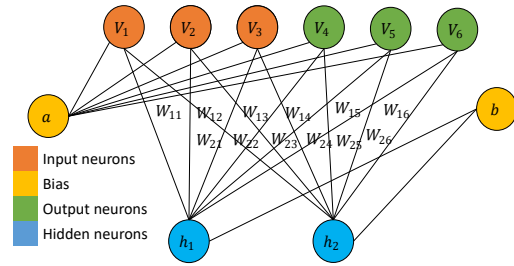 V1 V2 V3 V4 V5 V6
a b
W11 W12 W13 W14 W15 W16
W21 W22 W23 W24 W25 W26
Input neurons
Bias
Output neurons
Hidden neurons
h1 h2